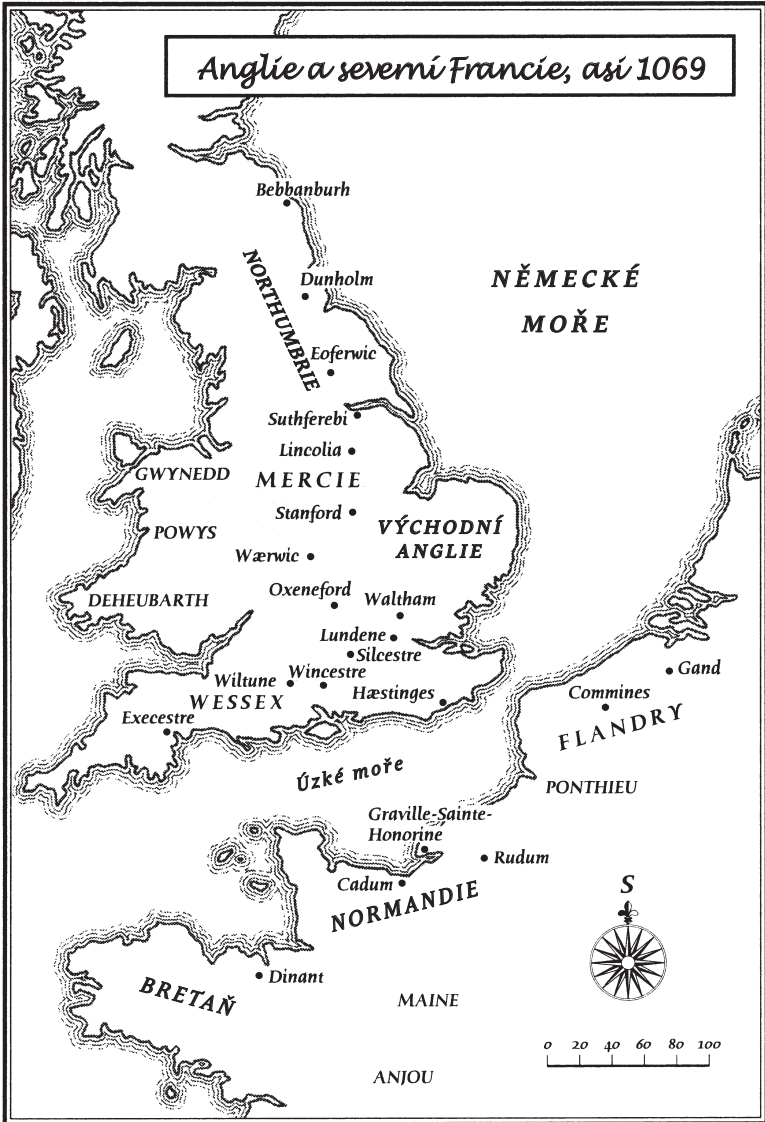 Anglie a severní Francie, asi 1069
Bebbanburh
NORTHUMBRIE
Dunholm
NĚMECKÉ
MOŘE
Eoferwic
Suthferebi
Lincolia
GWYNEDD
MERCIE
Stanford
VÝCHODNÍ
ANGLIE
POWYS
Wærwic
DEHEUBARTH
Oxeneford
Waltham
Lundene
Silcestre
Wiltune
Wincestre
WESSEX
Hæstinges
Execestre
Gand
Commines
FLANDRY
Úzké moře
PONTHIEU
Graville-Sainte-
Honorine
Rudum
Cadum
NORMANDIE
S
Dinant
BRETAŇ
MAINE
0 20 40 60 80 100
ANJOU